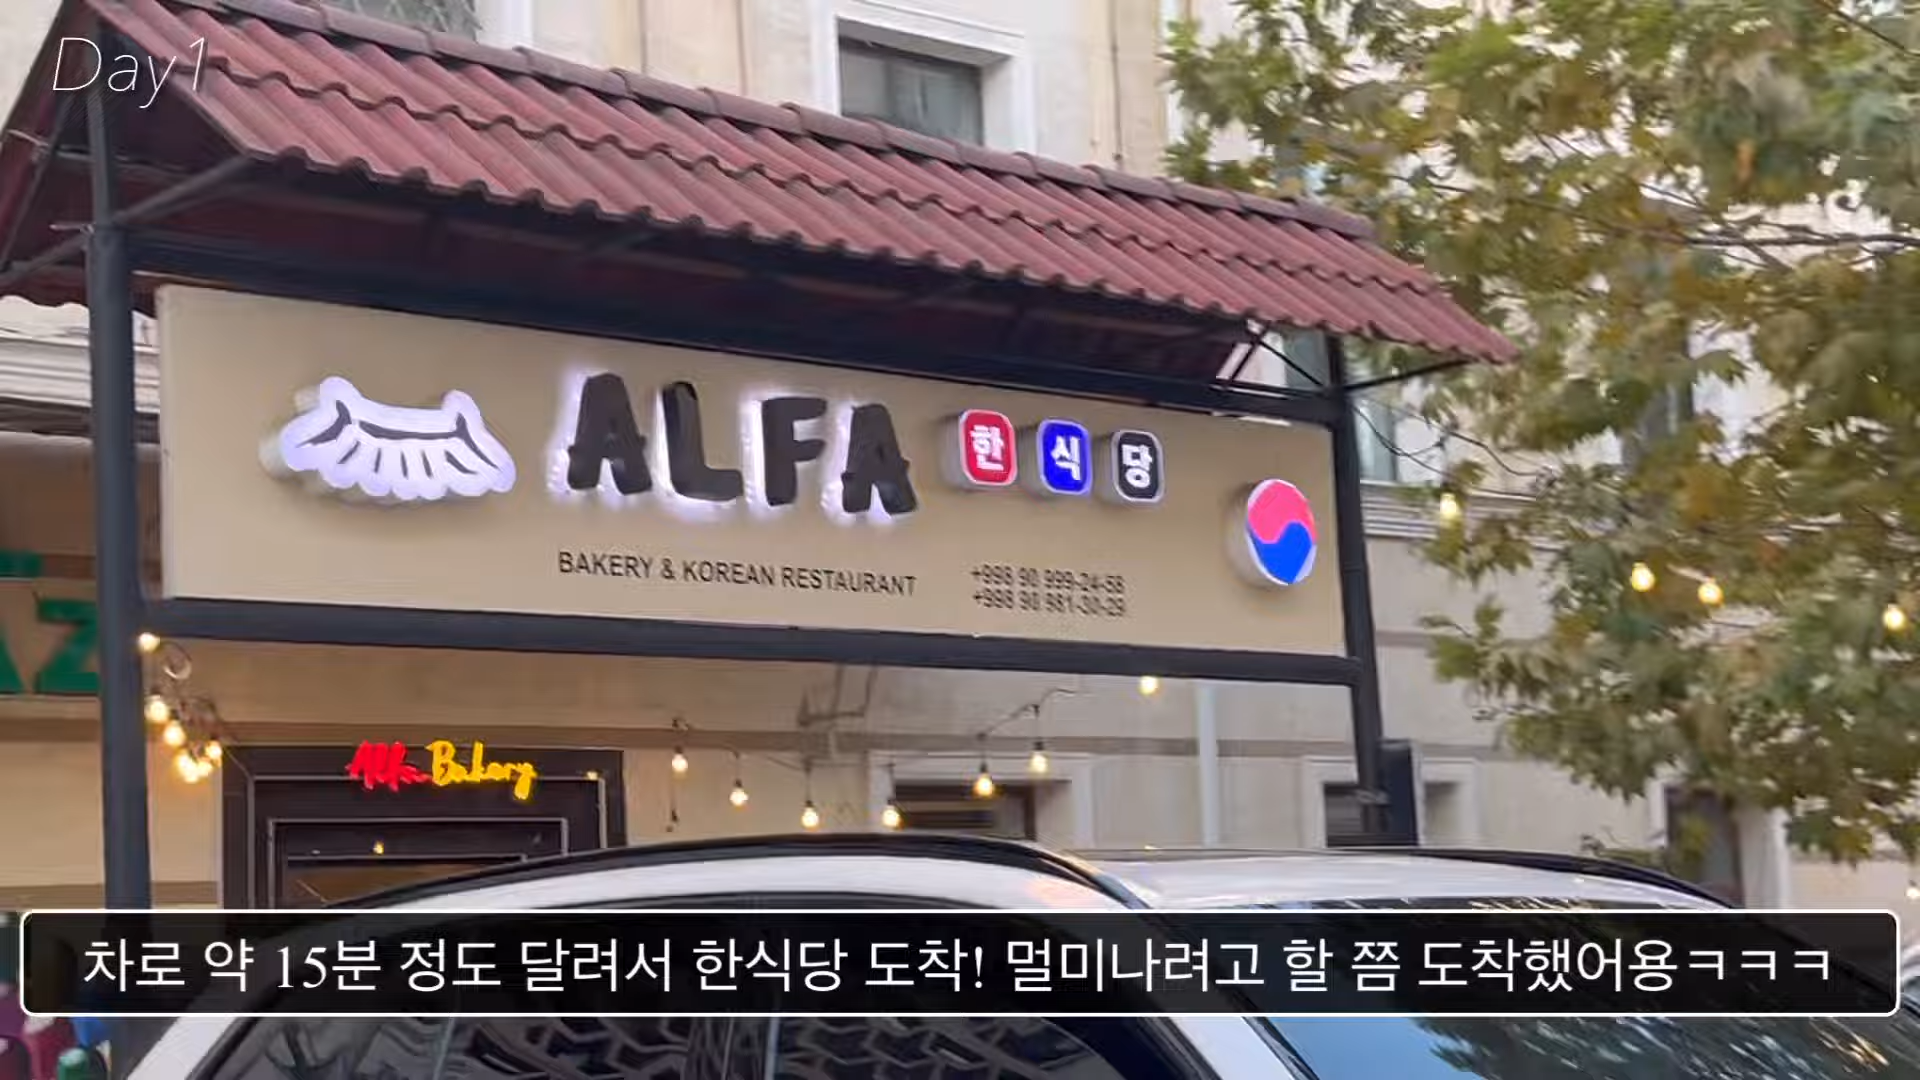 Day1
ALFA 한식당
BAKERY & KOREAN RESTAURANT
+998 90 999-24-58
+998 90 981-30-29
AZ
Alfa Bakery
차로 약 15분 정도 달려서 한식당 도착! 멀미나려고 할 쯤 도착했어용ㅋㅋㅋ